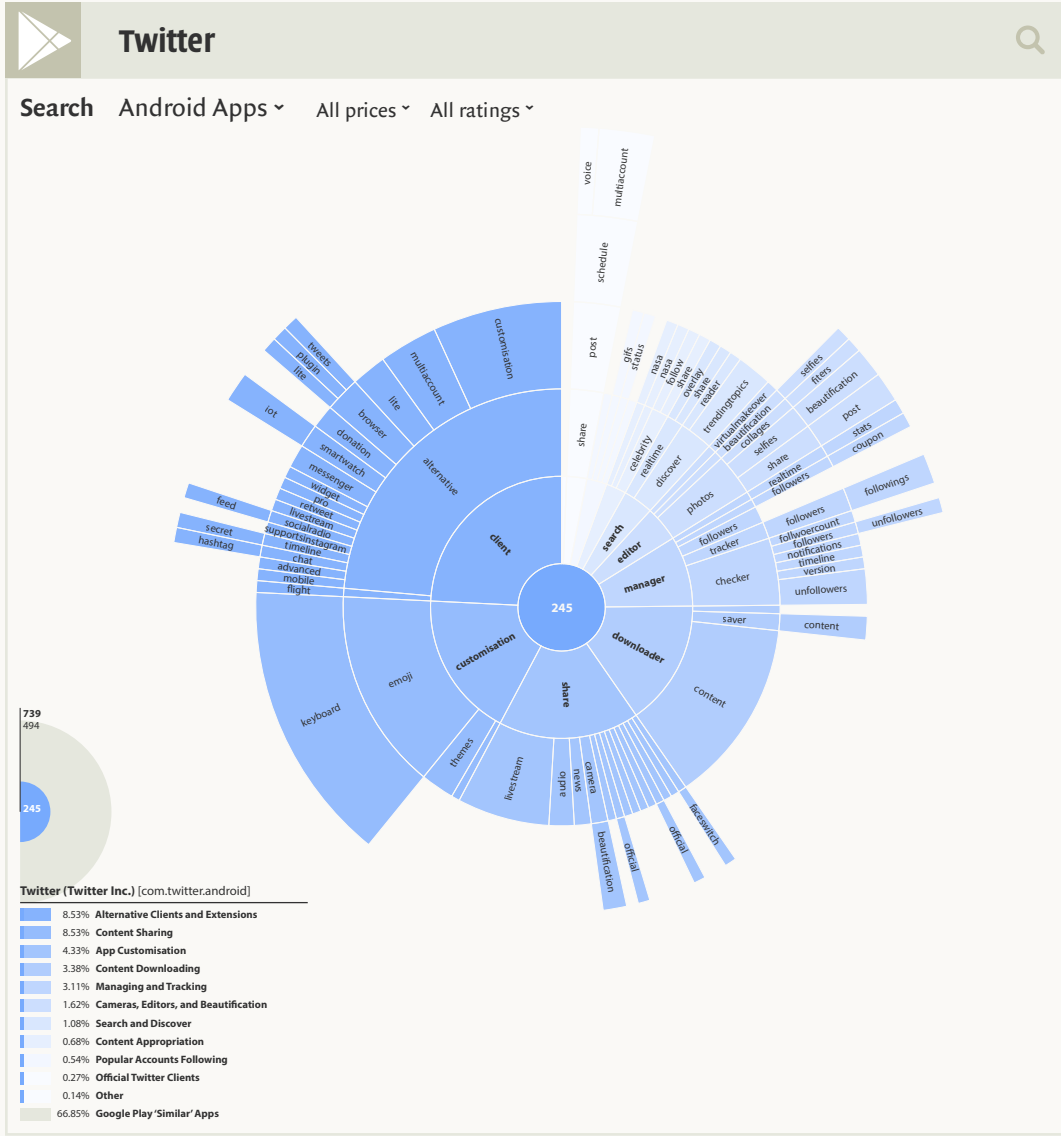 Twitter
Search Android Apps All prices All ratings
voice
multiaccount
schedule
post
share
gifs
status
nasa
nasa
follow
share
overlay
share
reader
trendingtopics
virtualmakeover
beautification
collages
selfies
share
realtime
followers
celebrity
realtime
discover
photos
selfies
fiters
beautification
post
stats
coupon
search
editor
manager
followers
tracker
checker
followers
follwoercount
followers
notifications
timeline
version
unfollowers
followings
unfollowers
downloader
saver
content
content
share
livestream
audio
news
camera
beautification
official
official
faceswitch
customisation
emoji
keyboard
themes
client
alternative
customisation
multiaccount
lite
browser
donation
smartwatch
messenger
widget
pro
retweet
livestream
socialradio
supportsinstagram
timeline
chat
advanced
mobile
flight
tweets
plugin
lite
iot
feed
secret
hashtag
245
739
494
245
Twitter (Twitter Inc.) [com.twitter.android]
8.53% Alternative Clients and Extensions
8.53% Content Sharing
4.33% App Customisation
3.38% Content Downloading
3.11% Managing and Tracking
1.62% Cameras, Editors, and Beautification
1.08% Search and Discover
0.68% Content Appropriation
0.54% Popular Accounts Following
0.27% Official Twitter Clients
0.14% Other
66.85% Google Play ‘Similar’ Apps